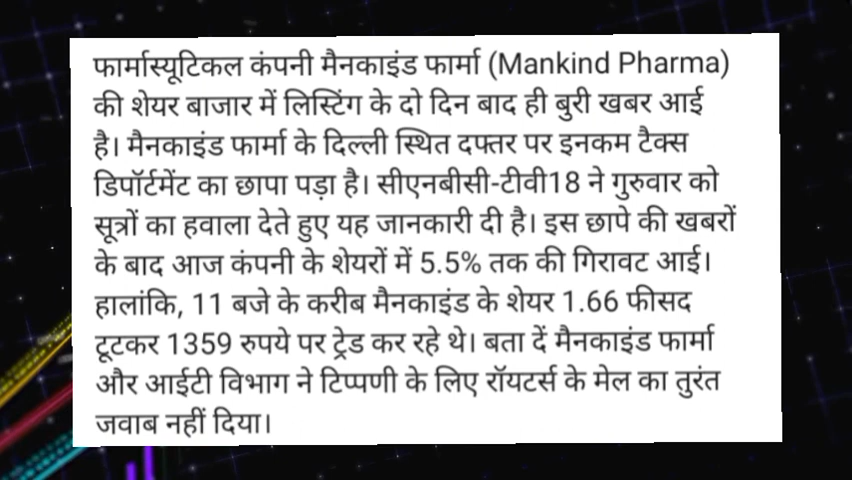 फार्मास्यूटिकल कंपनी मैनकाइंड फार्मा (Mankind Pharma)
की शेयर बाजार में लिस्टिंग के दो दिन बाद ही बुरी खबर आई
है। मैनकाइंड फार्मा के दिल्ली स्थित दफ्तर पर इनकम टैक्स
डिपॉर्टमेंट का छापा पड़ा है। सीएनबीसी-टीवी18 ने गुरुवार को
सूत्रों का हवाला देते हुए यह जानकारी दी है। इस छापे की खबरों
के बाद आज कंपनी के शेयरों में 5.5% तक की गिरावट आई।
हालांकि, 11 बजे के करीब मैनकाइंड के शेयर 1.66 फीसद
टूटकर 1359 रुपये पर ट्रेड कर रहे थे। बता दें मैनकाइंड फार्मा
और आईटी विभाग ने टिप्पणी के लिए रॉयटर्स के मेल का तुरंत
जवाब नहीं दिया।